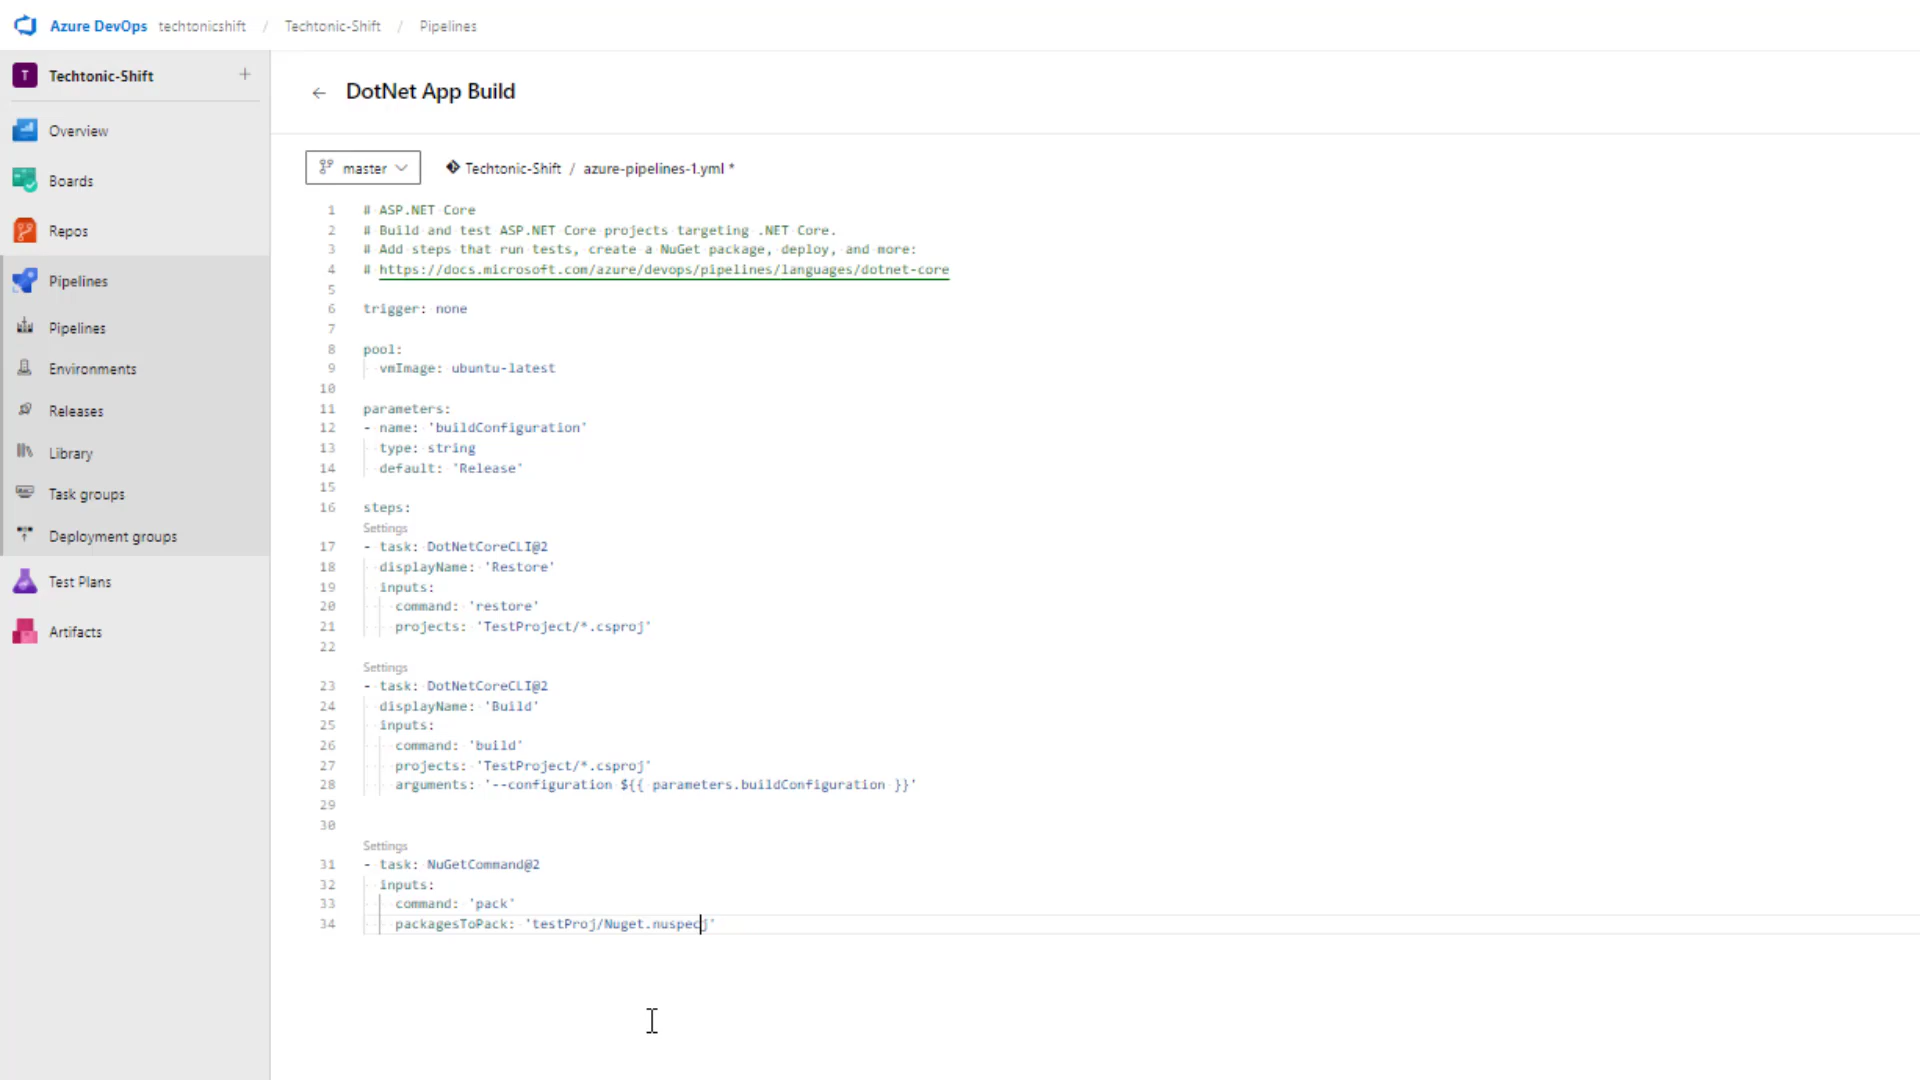 Azure DevOps techtonicshift / Techtonic-Shift / Pipelines
T Techtonic-Shift +
Overview
Boards
Repos
Pipelines
Pipelines
Environments
Releases
Library
Task groups
Deployment groups
Test Plans
Artifacts
← DotNet App Build
master Techtonic-Shift / azure-pipelines-1.yml *
1 # ASP.NET Core
2 # Build and test ASP.NET Core projects targeting .NET Core.
3 # Add steps that run tests, create a NuGet package, deploy, and more:
4 # https://docs.microsoft.com/azure/devops/pipelines/languages/dotnet-core
5
6 trigger: none
7
8 pool:
9 vmImage: ubuntu-latest
10
11 parameters:
12 - name: 'buildConfiguration'
13 type: string
14 default: 'Release'
15
16 steps:
Settings
17 - task: DotNetCoreCLI@2
18 displayName: 'Restore'
19 inputs:
20 command: 'restore'
21 projects: 'TestProject/*.csproj'
22
Settings
23 - task: DotNetCoreCLI@2
24 displayName: 'Build'
25 inputs:
26 command: 'build'
27 projects: 'TestProject/*.csproj'
28 arguments: '--configuration ${{ parameters.buildConfiguration }}'
29
30
Settings
31 - task: NuGetCommand@2
32 inputs:
33 command: 'pack'
34 packagesToPack: 'testProj/Nuget.nuspecj'